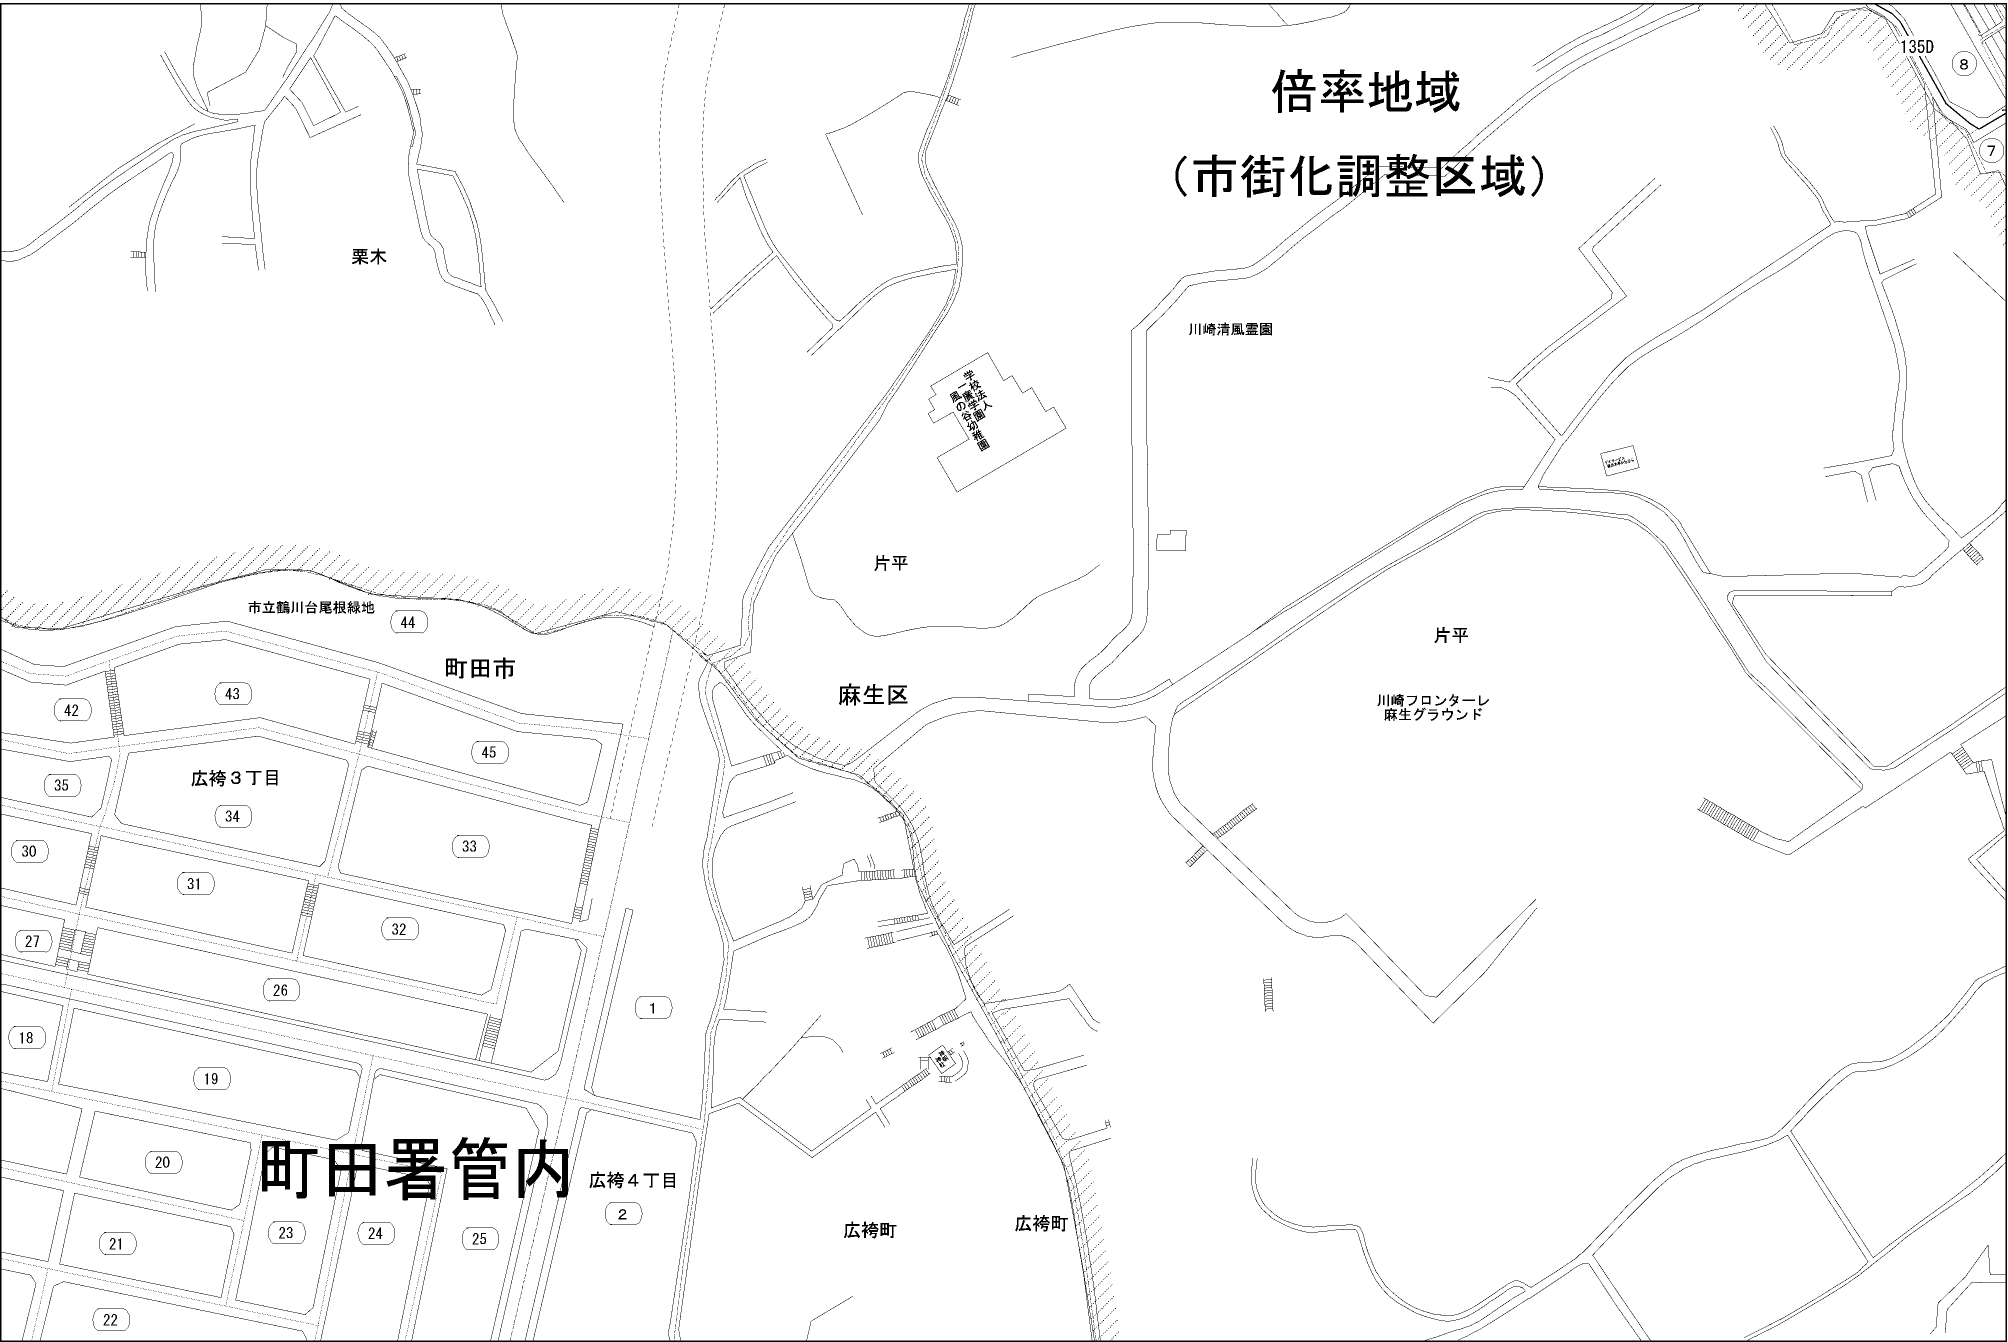 135D
8
倍率地域
7
（市街化調整区域）
栗木
川崎清風霊園
学校法人
一廣学園
風の谷幼稚園
片平
市立鶴川台尾根緑地
44
片平
町田市
麻生区
43
42
川崎フロンターレ
麻生グラウンド
45
広袴３丁目
35
34
33
30
31
32
27
26
1
18
19
20
町田署管内
広袴４丁目
2
広袴町
広袴町
23
24
25
21
22